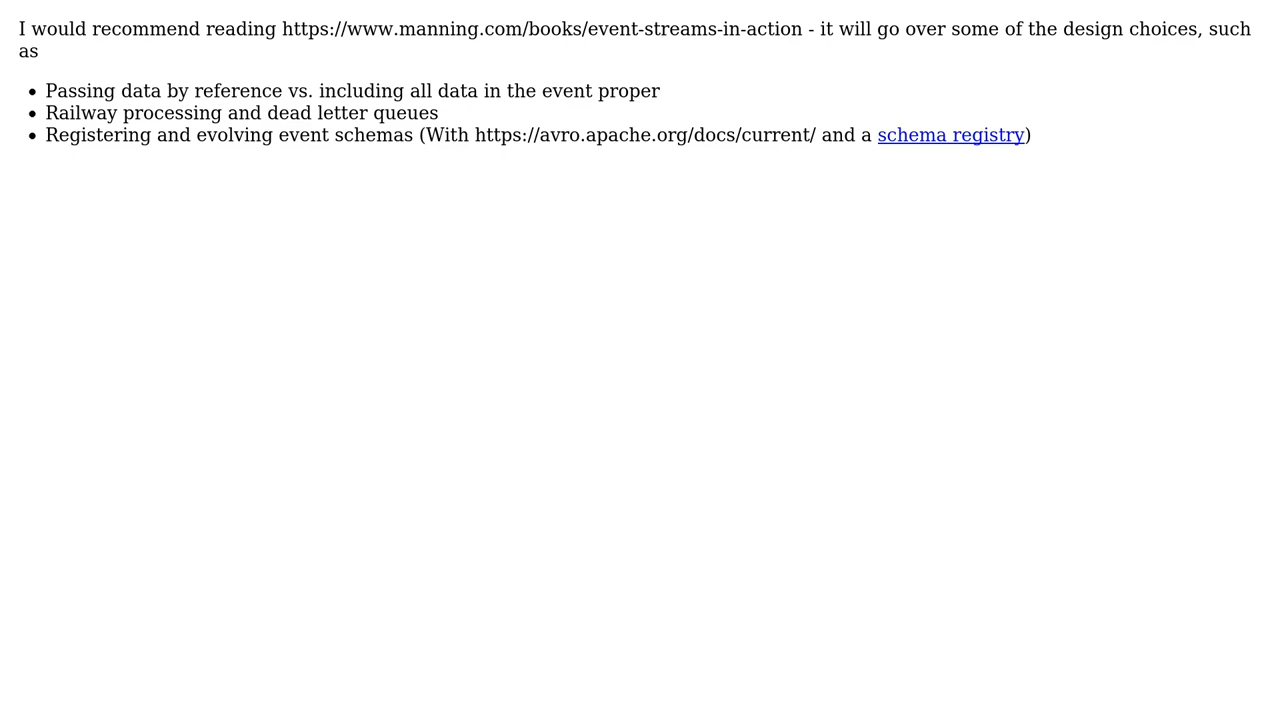 I would recommend reading https://www.manning.com/books/event-streams-in-action - it will go over some of the design choices, such
as
• Passing data by reference vs. including all data in the event proper
• Railway processing and dead letter queues
• Registering and evolving event schemas (With https://avro.apache.org/docs/current/ and a schema registry)